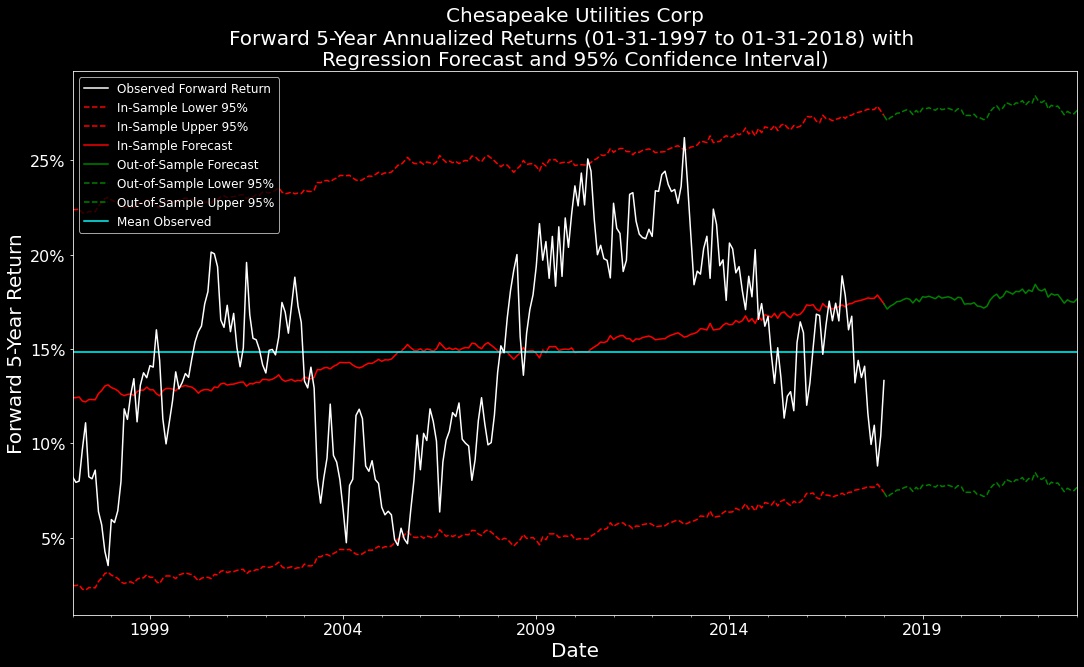 Chesapeake Utilities Corp
Forward 5-Year Annualized Returns (01-31-1997 to 01-31-2018) with
Regression Forecast and 95% Confidence Interval)
Observed Forward Return
In-Sample Lower 95%
In-Sample Upper 95%
In-Sample Forecast
Out-of-Sample Forecast
Out-of-Sample Lower 95%
Out-of-Sample Upper 95%
Mean Observed
Forward 5-Year Return
25%
20%
15%
10%
5%
1999 2004 2009 2014 2019
Date